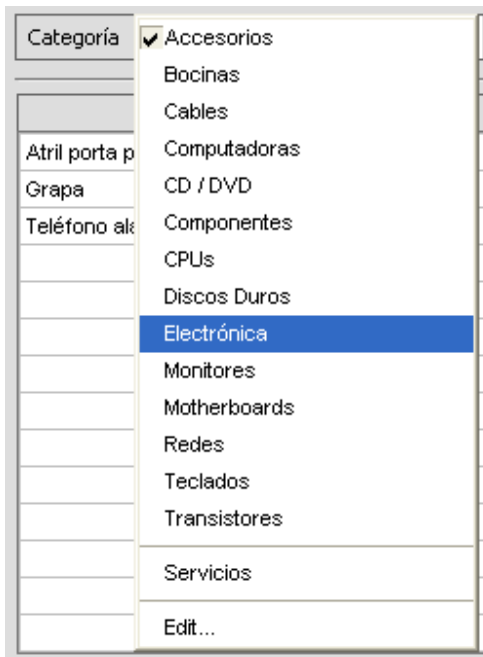 Categoría
Accesorios
Bocinas
Cables
Computadoras
CD / DVD
Componentes
CPUs
Discos Duros
Electrónica
Monitores
Motherboards
Redes
Teclados
Transistores
Servicios
Edit...
Atril porta p
Grapa
Teléfono ala